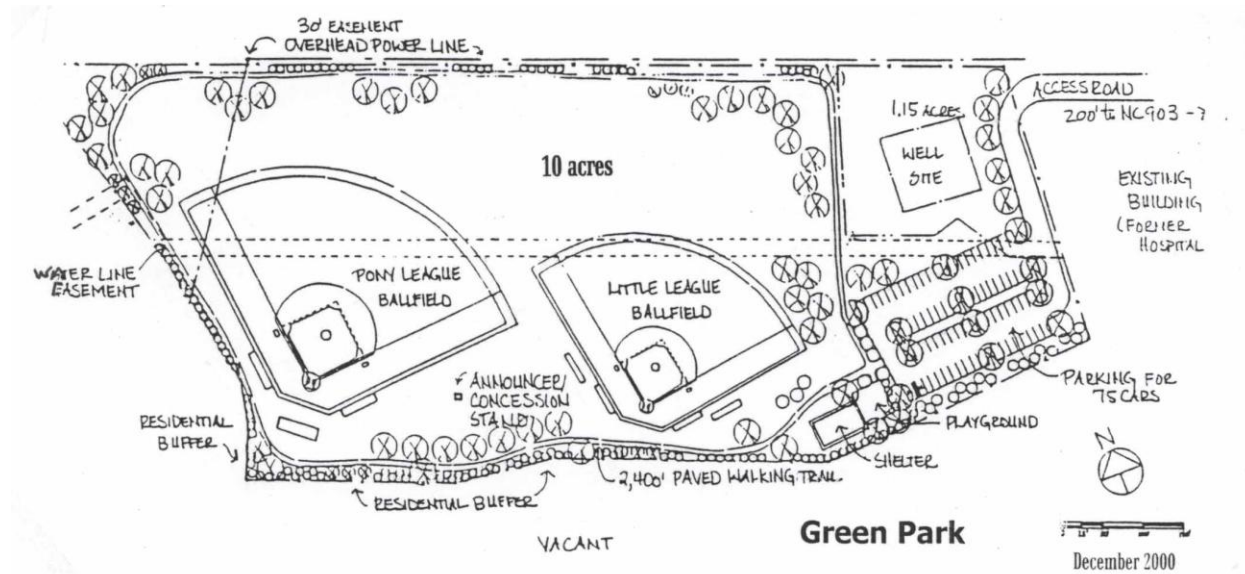 30' EASEMENT
OVERHEAD POWER LINE
ACCESS ROAD
200' to NC 903
1.15 ACRES
WELL
SITE
10 acres
EXISTING
BUILDING
(FORMER
HOSPITAL
WATER LINE
EASEMENT
PONY LEAGUE
BALLFIELD
LITTLE LEAGUE
BALLFIELD
ANNOUNCER/
CONCESSION
STAND
PARKING FOR
75 CARS
RESIDENTIAL
BUFFER
PLAYGROUND
SHELTER
2,400' PAVED WALKING TRAIL
RESIDENTIAL BUFFER
N
VACANT
Green Park
December 2000